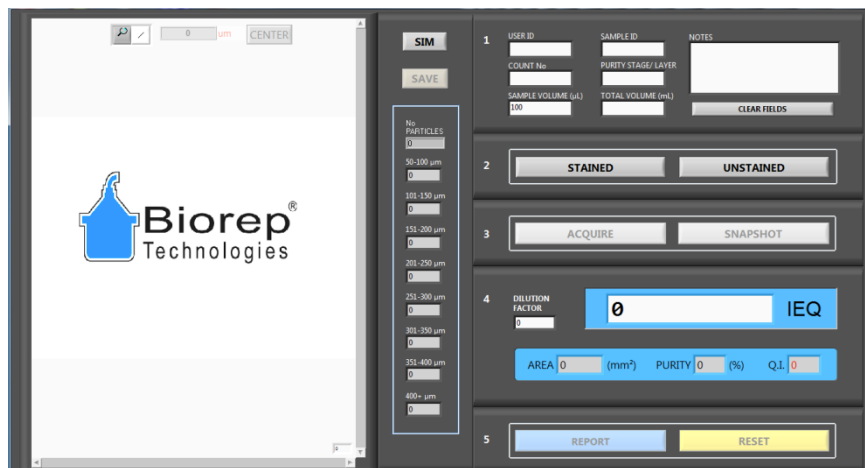 0 um CENTER
Biorep®
Technologies
SIM
SAVE
No
PARTICLES
0
50-100 µm
0
101-150 µm
0
151-200 µm
0
201-250 µm
0
251-300 µm
0
301-350 µm
0
351-400 µm
0
400+ µm
0
1
USER ID SAMPLE ID NOTES
COUNT No PURITY STAGE/ LAYER
SAMPLE VOLUME (µL) TOTAL VOLUME (mL)
100
CLEAR FIELDS
2 STAINED UNSTAINED
3 ACQUIRE SNAPSHOT
4 DILUTION
FACTOR
0
0 IEQ
AREA 0 (mm²) PURITY 0 (%) Q.I. 0
5 REPORT RESET